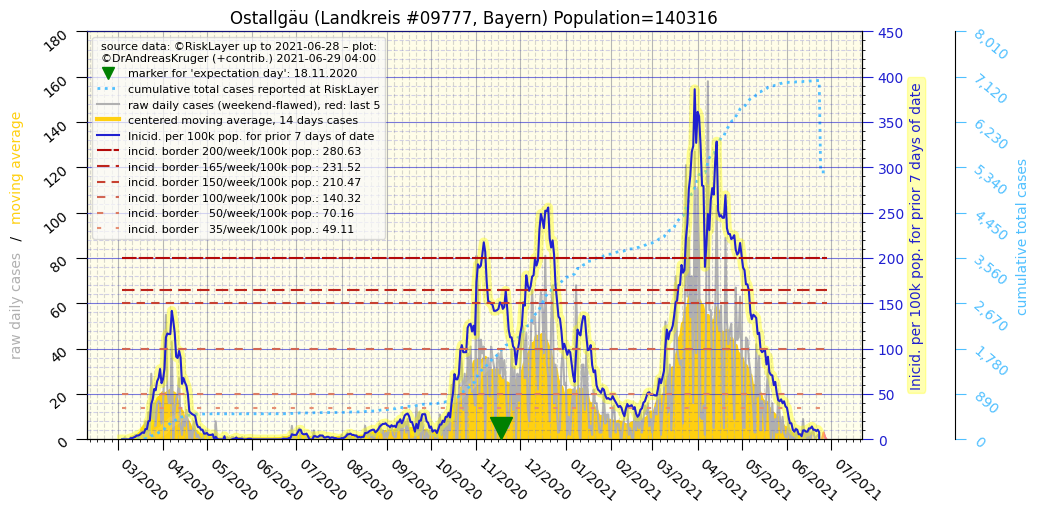 Ostallgäu (Landkreis #09777, Bayern) Population=140316
source data: ©RiskLayer up to 2021-06-28 – plot:
©DrAndreasKruger (+contrib.) 2021-06-29 04:00
marker for 'expectation day': 18.11.2020
cumulative total cases reported at RiskLayer
raw daily cases (weekend-flawed), red: last 5
centered moving average, 14 days cases
Inicid. per 100k pop. for prior 7 days of date
incid. border 200/week/100k pop.: 280.63
incid. border 165/week/100k pop.: 231.52
incid. border 150/week/100k pop.: 210.47
incid. border 100/week/100k pop.: 140.32
incid. border 50/week/100k pop.: 70.16
incid. border 35/week/100k pop.: 49.11
raw daily cases / moving average
180
160
140
120
100
80
60
40
20
0
450
400
350
300
250
200
150
100
50
0
Inicid. per 100k pop. for prior 7 days of date
8,010
7,120
6,230
5,340
4,450
3,560
2,670
1,780
890
0
cumulative total cases
03/2020
04/2020
05/2020
06/2020
07/2020
08/2020
09/2020
10/2020
11/2020
12/2020
01/2021
02/2021
03/2021
04/2021
05/2021
06/2021
07/2021